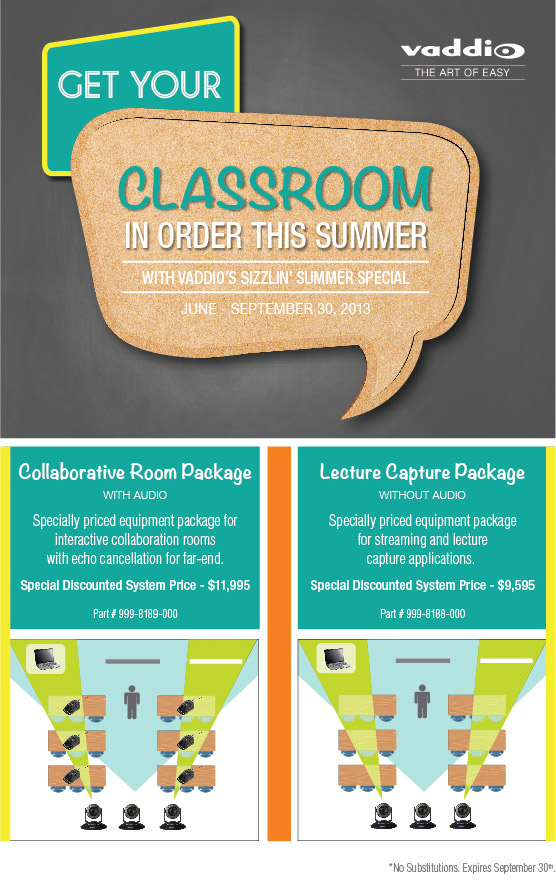 GET YOUR
vaddio
THE ART OF EASY
CLASSROOM
IN ORDER THIS SUMMER
WITH VADDIO'S SIZZLIN' SUMMER SPECIAL
JUNE - SEPTEMBER 30, 2013
Collaborative Room Package
WITH AUDIO
Specially priced equipment package for
interactive collaboration rooms
with echo cancellation for far-end.
Special Discounted System Price - $11,995
Part # 999-8189-000
Lecture Capture Package
WITHOUT AUDIO
Specially priced equipment package
for streaming and lecture
capture applications.
Special Discounted System Price - $9,595
Part # 999-8188-000
*No Substitutions. Expires September 30th.